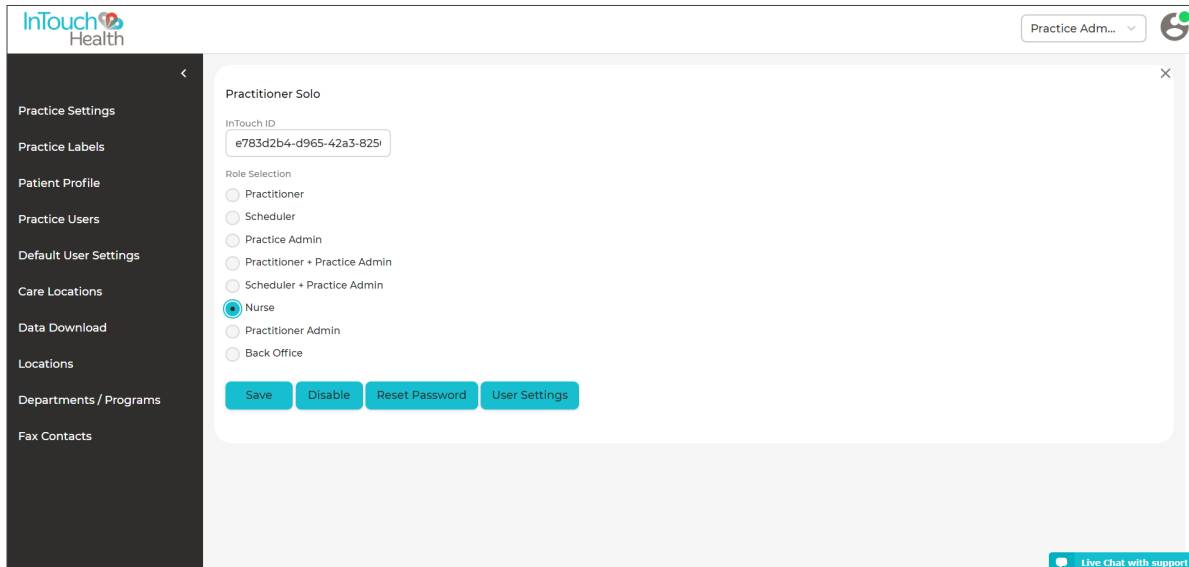 InTouch
Health
Practice Adm...
Practice Settings
Practice Labels
Patient Profile
Practice Users
Default User Settings
Care Locations
Data Download
Locations
Departments / Programs
Fax Contacts
Practitioner Solo
InTouch ID
e783d2b4-d965-42a3-825
Role Selection
Practitioner
Scheduler
Practice Admin
Practitioner + Practice Admin
Scheduler + Practice Admin
Nurse
Practitioner Admin
Back Office
Save Disable Reset Password User Settings
Live Chat with support